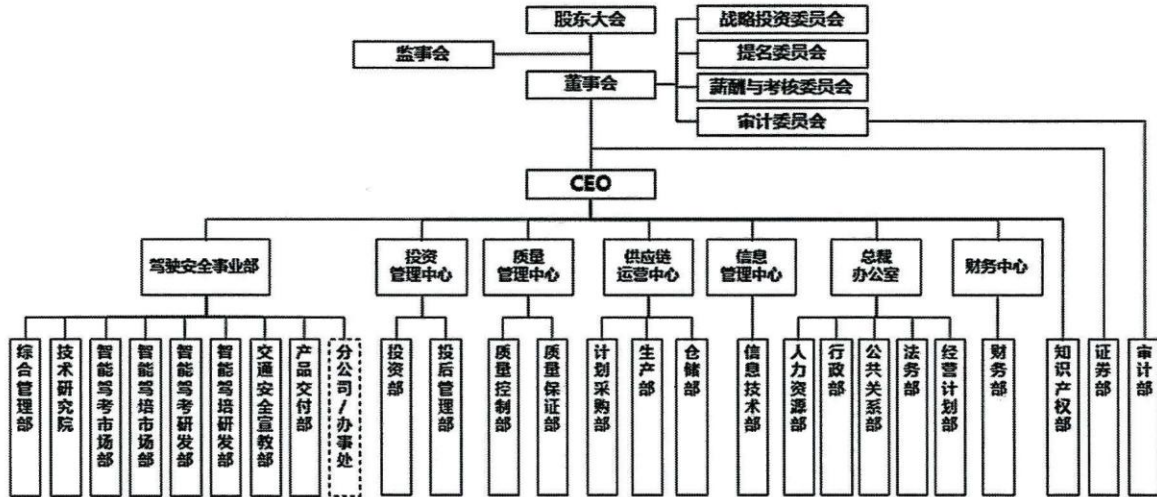 股东大会
战略投资委员会
监事会
提名委员会
董事会
薪酬与考核委员会
审计委员会
CEO
驾驶安全事业部
投资
管理中心
质量
管理中心
供应链
运营中心
信息
管理中心
总裁
办公室
财务中心
综合管理部
技术研究院
智能驾考市场部
智能驾培市场部
智能驾考研发部
智能驾培研发部
交通安全宣教部
产品交付部
分公司/办事处
投资部
投后管理部
质量控制部
质量保证部
计划采购部
生产部
仓储部
信息技术部
人力资源部
行政部
公共关系部
法务部
经营计划部
财务部
知识产权部
证券部
审计部